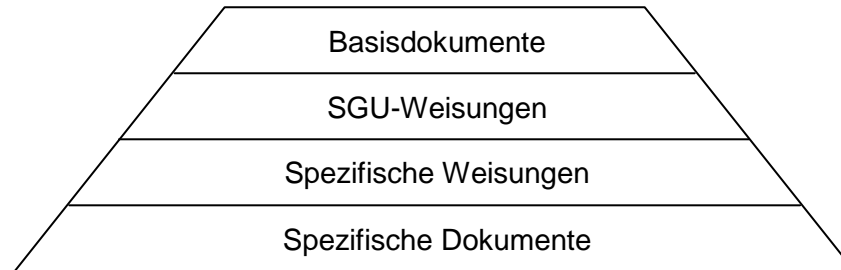 Basisdokumente
SGU-Weisungen
Spezifische Weisungen
Spezifische Dokumente